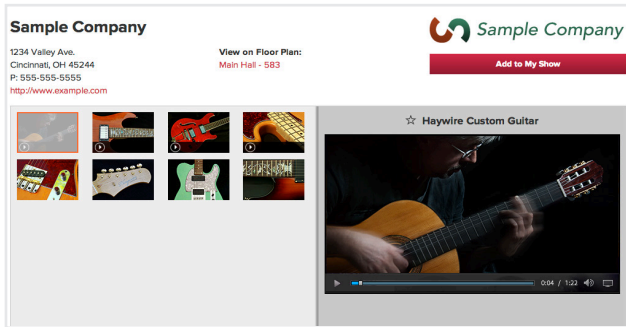 Sample Company
1234 Valley Ave.
Cincinnati, OH 45244
P: 555-555-5555
http://www.example.com
View on Floor Plan:
Main Hall - 583
Sample Company
Add to My Show
☆ Haywire Custom Guitar
0:04 / 1:22